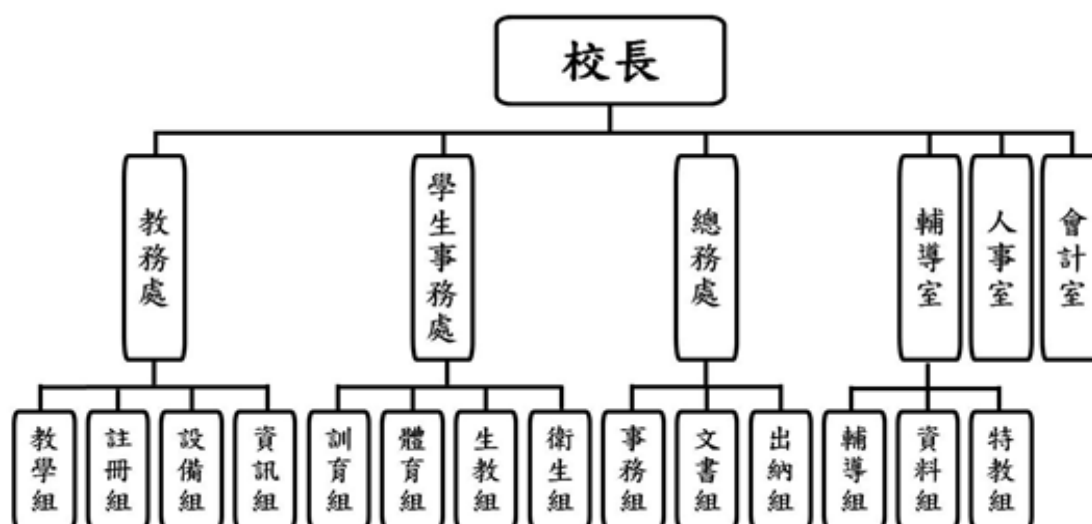 校長
教務處
學生事務處
總務處
輔導室
人事室
會計室
教學組
註冊組
設備組
資訊組
訓育組
體育組
生教組
衛生組
事務組
文書組
出納組
輔導組
資料組
特教組